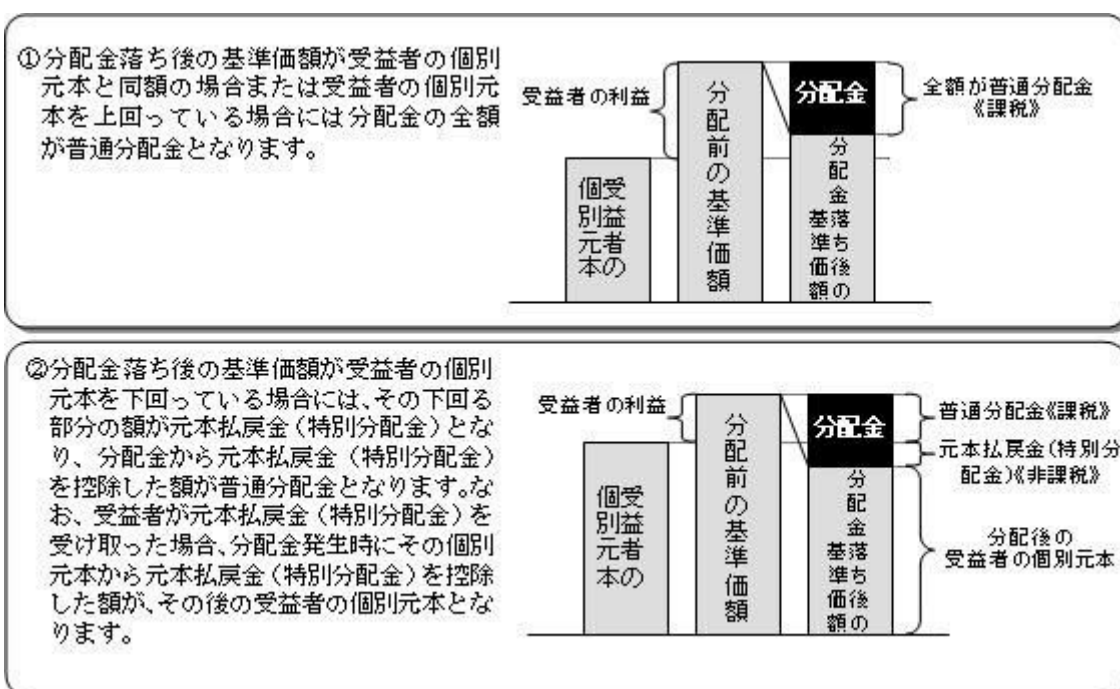 ①分配金落ち後の基準価額が受益者の個別
元本と同額の場合または受益者の個別元
本を上回っている場合には分配金の全額
が普通分配金となります。
受益者の利益
受益者の
個別元本
分配前の基準価額
分配金
分配金落ち後の
基準価額
全額が普通分配金
《課税》
②分配金落ち後の基準価額が受益者の個別
元本を下回っている場合には、その下回る
部分の額が元本払戻金（特別分配金）とな
り、分配金から元本払戻金（特別分配金）
を控除した額が普通分配金となります。な
お、受益者が元本払戻金（特別分配金）を
受け取った場合、分配金発生時にその個別
元本から元本払戻金（特別分配金）を控除
した額が、その後の受益者の個別元本とな
ります。
受益者の利益
受益者の
個別元本
分配前の基準価額
分配金
分配金落ち後の
基準価額
普通分配金《課税》
元本払戻金（特別分
配金）《非課税》
分配後の
受益者の個別元本